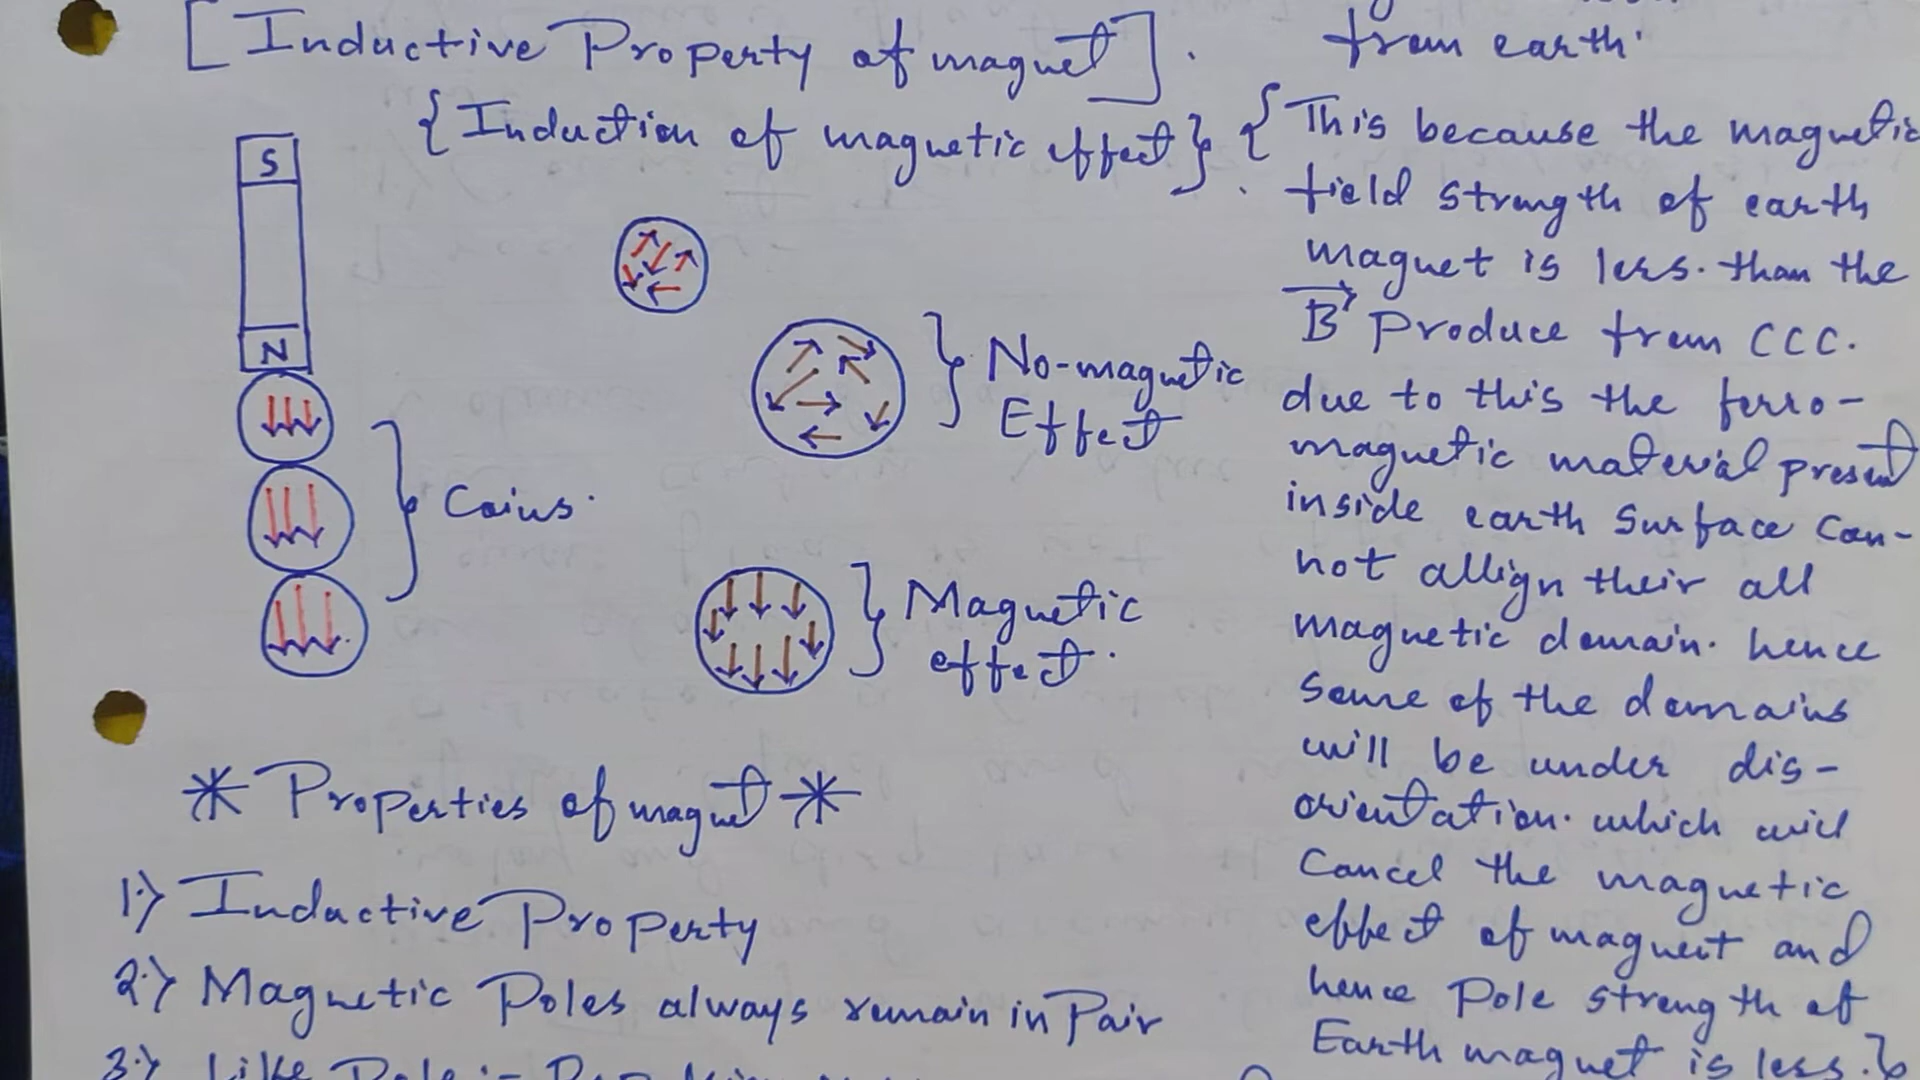 [Inductive Property of magnet].
{Induction of magnetic effect}.
S
N
Coins.
No-magnetic
Effect
Magnetic
effect.
* Properties of magnet *
1.) Inductive Property
2.) Magnetic Poles always remain in Pair
3.) Like Pole :-
from earth.
{This because the magnetic
field strength of earth
magnet is less. than the
B Produce from CCC.
due to this the ferro-
magnetic material present
inside earth surface can-
not allign their all
magnetic domain. hence
some of the domains
will be under dis-
orientation. which will
Cancel the magnetic
effect of magnet and
hence Pole strength of
Earth magnet is less.}